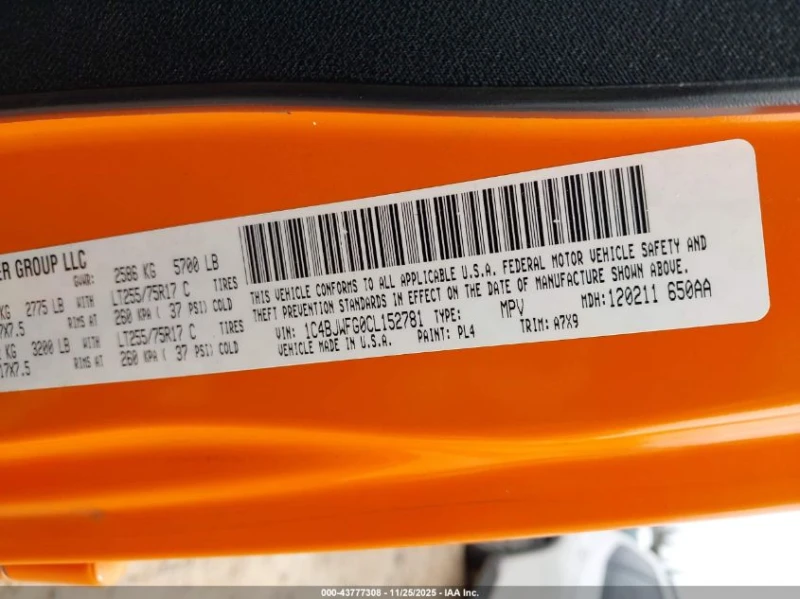 ER GROUP LLC
GVWR: 2586 KG 5700 LB
KG 2775 LB WITH LT255/75R17 C TIRES
7X7.5 RIMS AT 260 KPA ( 37 PSI) COLD
KG 3200 LB WITH LT255/75R17 C TIRES
17X7.5 RIMS AT 260 KPA ( 37 PSI) COLD
THIS VEHICLE CONFORMS TO ALL APPLICABLE U.S.A. FEDERAL MOTOR VEHICLE SAFETY AND
THEFT PREVENTION STANDARDS IN EFFECT ON THE DATE OF MANUFACTURE SHOWN ABOVE.
VIN: 1C4BJWFG0CL152781 TYPE: MPV MDH: 120211 650AA
VEHICLE MADE IN U.S.A. PAINT: PL4 TRIM: A7X9
000-43777308 - 11/25/2025 - IAA Inc.